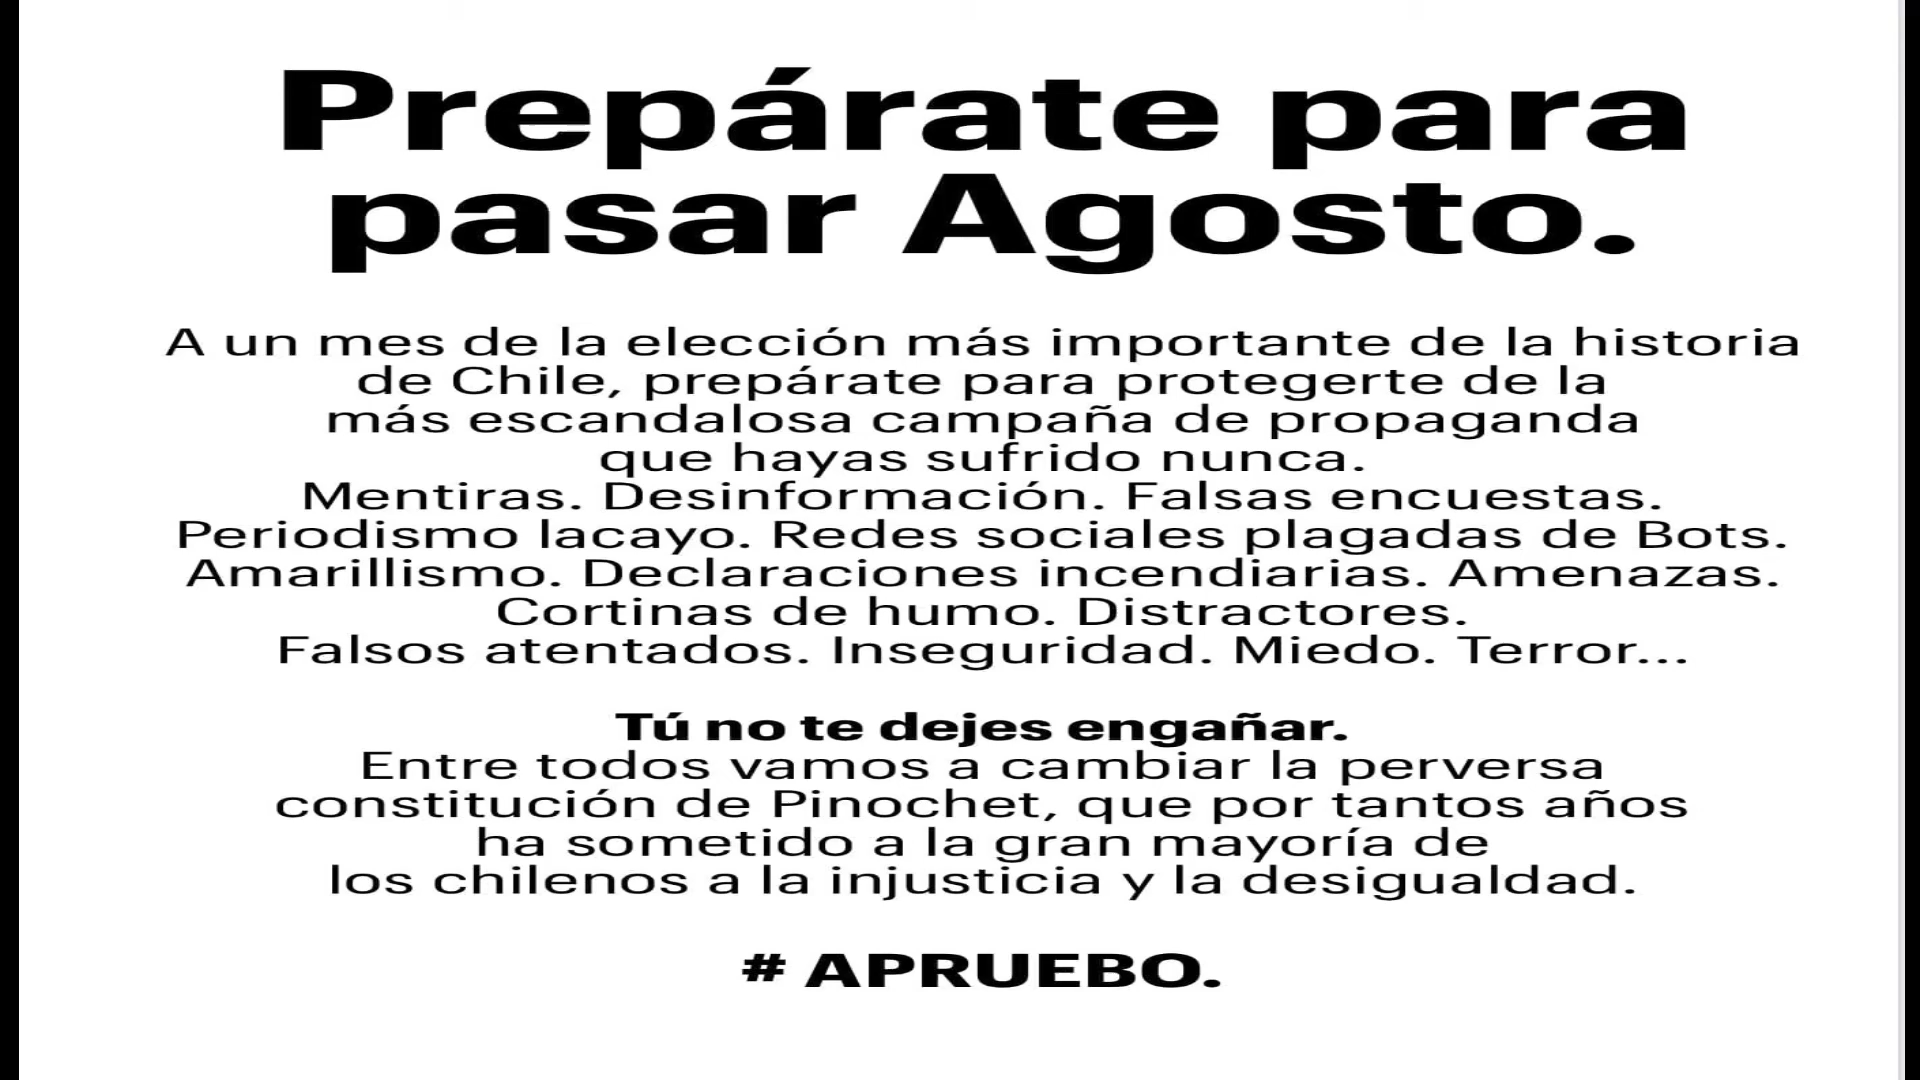 Prepárate para
pasar Agosto.
A un mes de la elección más importante de la historia
de Chile, prepárate para protegerte de la
más escandalosa campaña de propaganda
que hayas sufrido nunca.
Mentiras. Desinformación. Falsas encuestas.
Periodismo lacayo. Redes sociales plagadas de Bots.
Amarillismo. Declaraciones incendiarias. Amenazas.
Cortinas de humo. Distractores.
Falsos atentados. Inseguridad. Miedo. Terror...
Tú no te dejes engañar.
Entre todos vamos a cambiar la perversa
constitución de Pinochet, que por tantos años
ha sometido a la gran mayoría de
los chilenos a la injusticia y la desigualdad.
# APRUEBO.